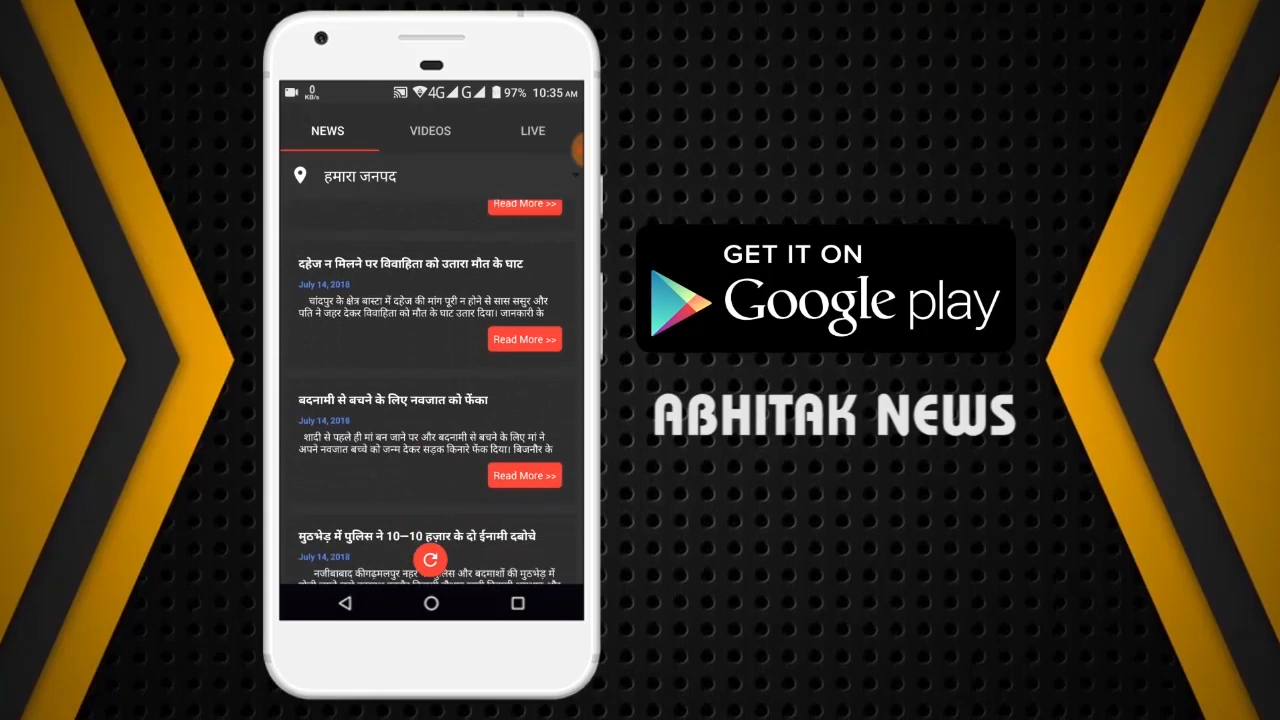 0
KB/s
4G G 97% 10:35 AM
NEWS VIDEOS LIVE
हमारा जनपद
Read More >>
दहेज न मिलने पर विवाहिता को उतारा मौत के घाट
July 14, 2018
चांदपुर के क्षेत्र बास्टा में दहेज की मांग पूरी न होने से सास ससुर और
पति ने जहर देकर विवाहिता को मौत के घाट उतार दिया। जानकारी के
Read More >>
बदनामी से बचने के लिए नवजात को फेंका
July 14, 2018
शादी से पहले ही मां बन जाने पर और बदनामी से बचने के लिए मां ने
अपने नवजात बच्चे को जन्म देकर सड़क किनारे फेंक दिया। बिजनौर के
Read More >>
मुठभेड़ में पुलिस ने 10—10 हज़ार के दो ईनामी दबोचे
July 14, 2018
नजीबाबाद कीगढ़मलपुर नहर और बदमाशों की मुठभेड़ में
GET IT ON
Google play
ABHITAK NEWS